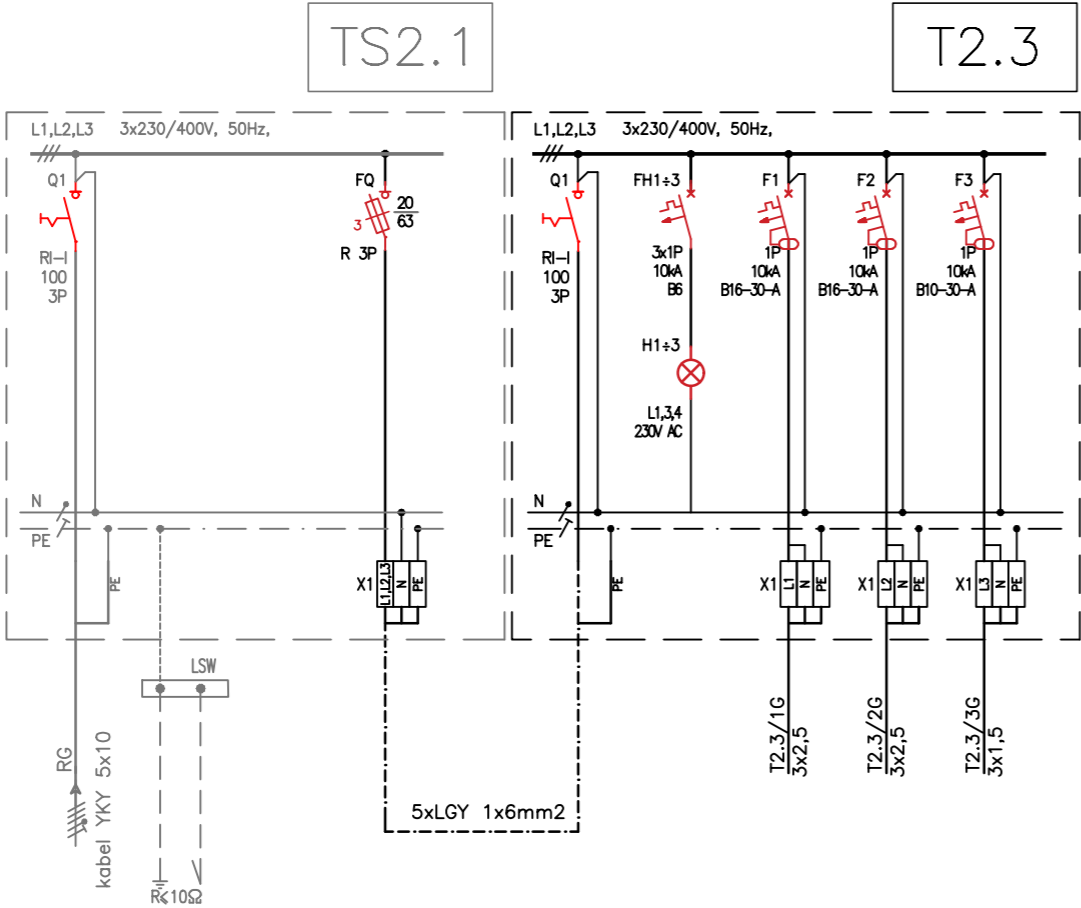 TS2.1
T2.3
L1,L2,L3 3x230/400V, 50Hz,
Q1
RI-I
100
3P
FQ
3
20
63
R 3P
N
PE
PE
X1
L1,L2,L3
N
PE
LSW
RG
kabel YKY 5x10
R≤10Ω
5xLGY 1x6mm2
L1,L2,L3 3x230/400V, 50Hz,
Q1
RI-I
100
3P
FH1÷3
3x1P
10kA
B6
H1÷3
L1,3,4
230V AC
F1
1P
10kA
B16-30-A
F2
1P
10kA
B16-30-A
F3
1P
10kA
B10-30-A
N
PE
PE
X1
L1
N
PE
X1
L2
N
PE
X1
L3
N
PE
T2.3/1G
3x2,5
T2.3/2G
3x2,5
T2.3/3G
3x1,5